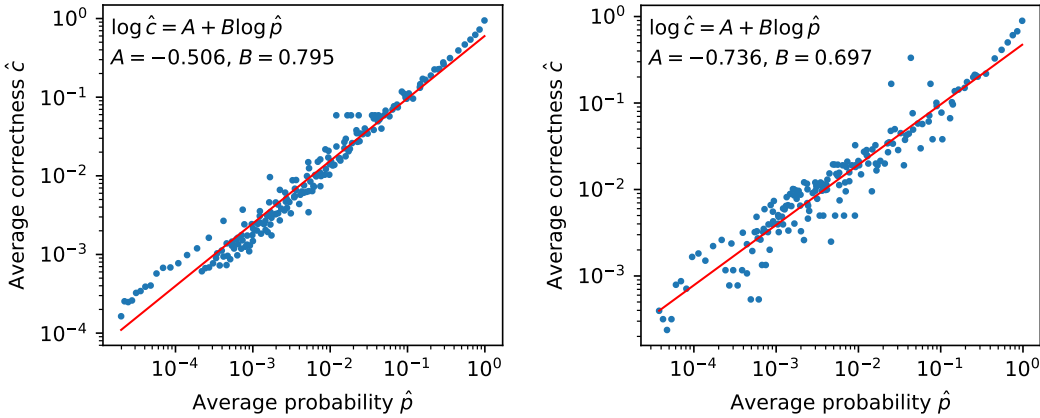 log ĉ = A + B log p̂
A = −0.506, B = 0.795
10⁰
10⁻¹
10⁻²
10⁻³
10⁻⁴
Average correctness ĉ
10⁻⁴
10⁻³
10⁻²
10⁻¹
10⁰
Average probability p̂
log ĉ = A + B log p̂
A = −0.736, B = 0.697
10⁰
10⁻¹
10⁻²
10⁻³
Average correctness ĉ
10⁻⁴
10⁻³
10⁻²
10⁻¹
10⁰
Average probability p̂